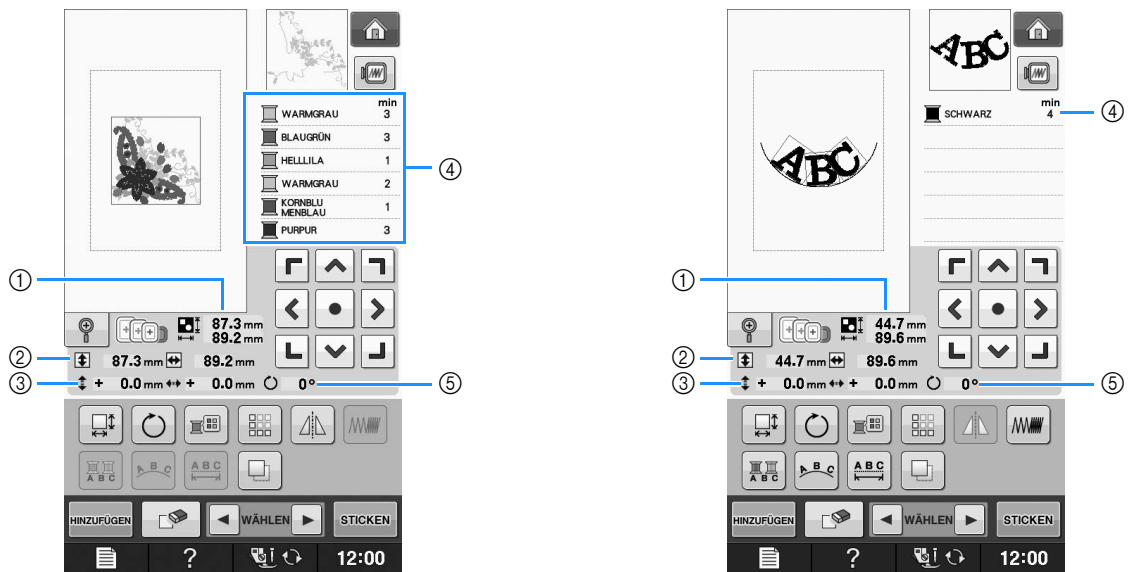 min
WARMGRAU 3
BLAUGRÜN 3
HELLLILA 1
WARMGRAU 2
KORNBLU
MENBLAU 1
PURPUR 3
④
①
87.3 mm
89.2 mm
② 87.3 mm 89.2 mm
③ + 0.0 mm + 0.0 mm 0° ⑤
A B C
A B C
A B C
HINZUFÜGEN WÄHLEN STICKEN
? 12:00
ABC
min
SCHWARZ 4 ④
ABC
①
44.7 mm
89.6 mm
② 44.7 mm 89.6 mm
③ + 0.0 mm + 0.0 mm 0° ⑤
A B C
A B C
A B C
HINZUFÜGEN WÄHLEN STICKEN
? 12:00